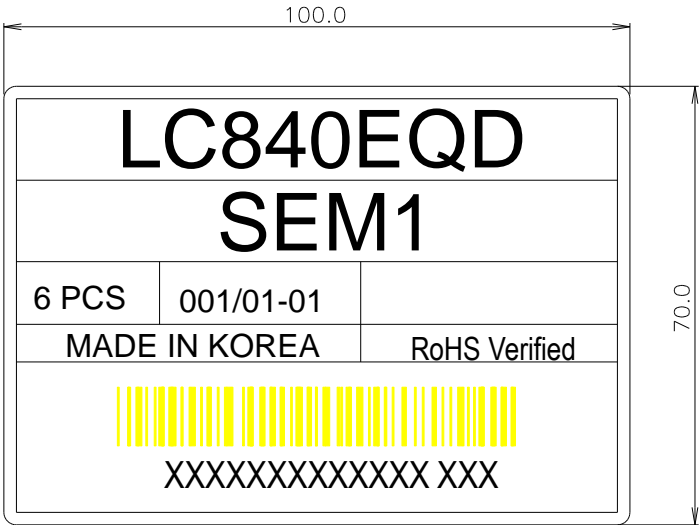 100.0
LC840EQD
SEM1
6 PCS 001/01-01
70.0
MADE IN KOREA RoHS Verified
XXXXXXXXXXXXX XXX